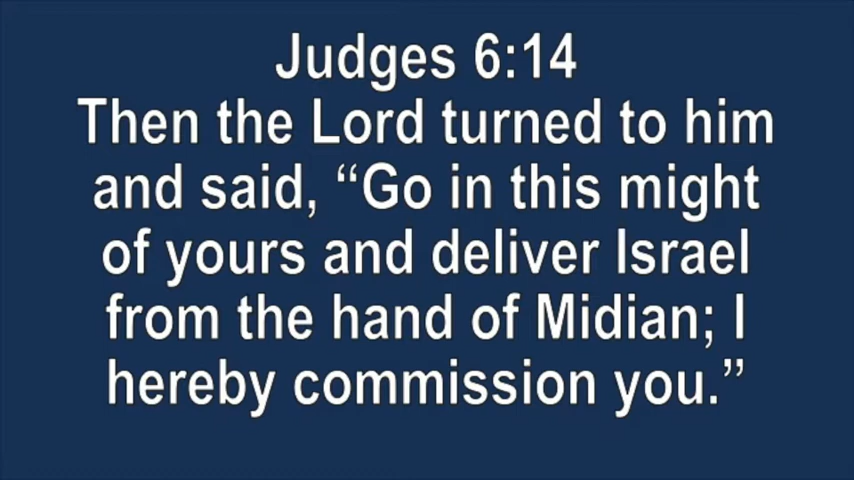 Judges 6:14
Then the Lord turned to him
and said, “Go in this might
of yours and deliver Israel
from the hand of Midian; I
hereby commission you.”